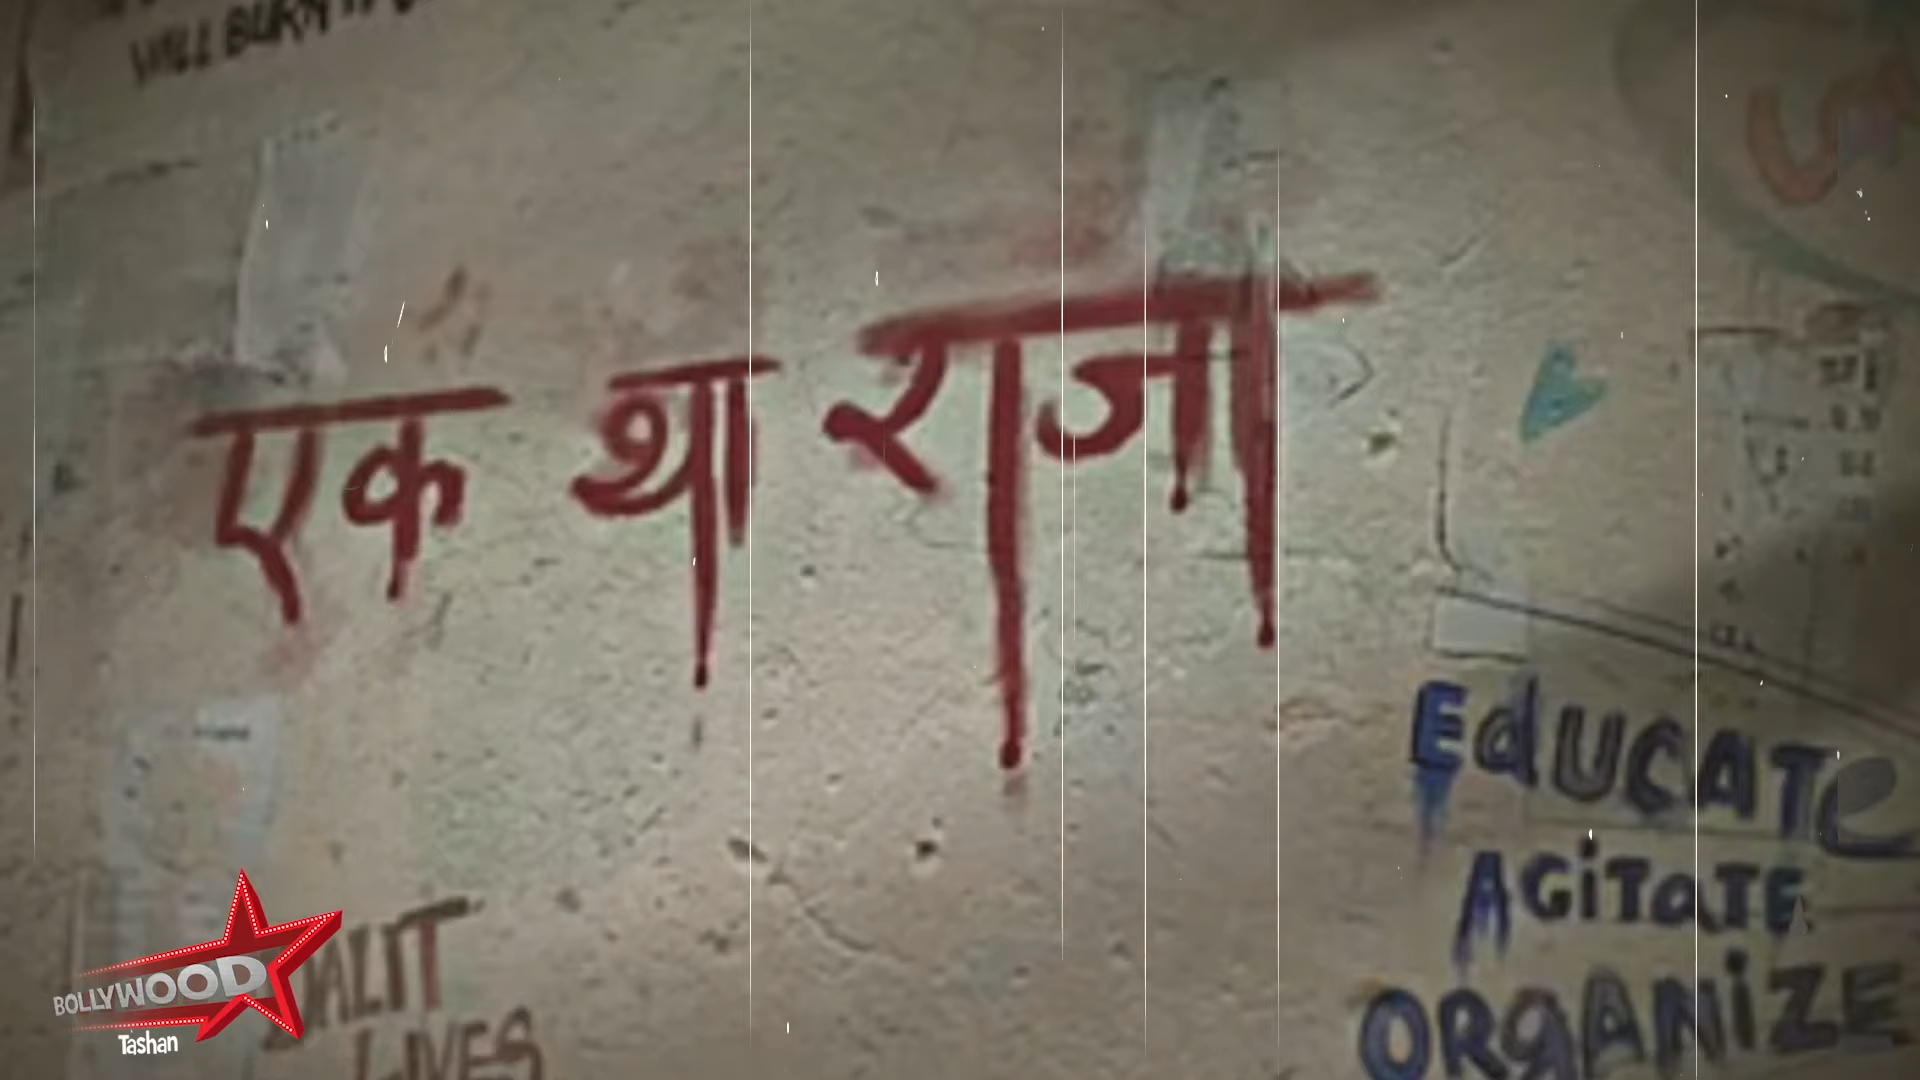 WILL BURN
एक था राजा
EdUCATe
AGiTaTE
ORGANiZE
DALIT
LIVES
BOLLYWOOD
Tashan